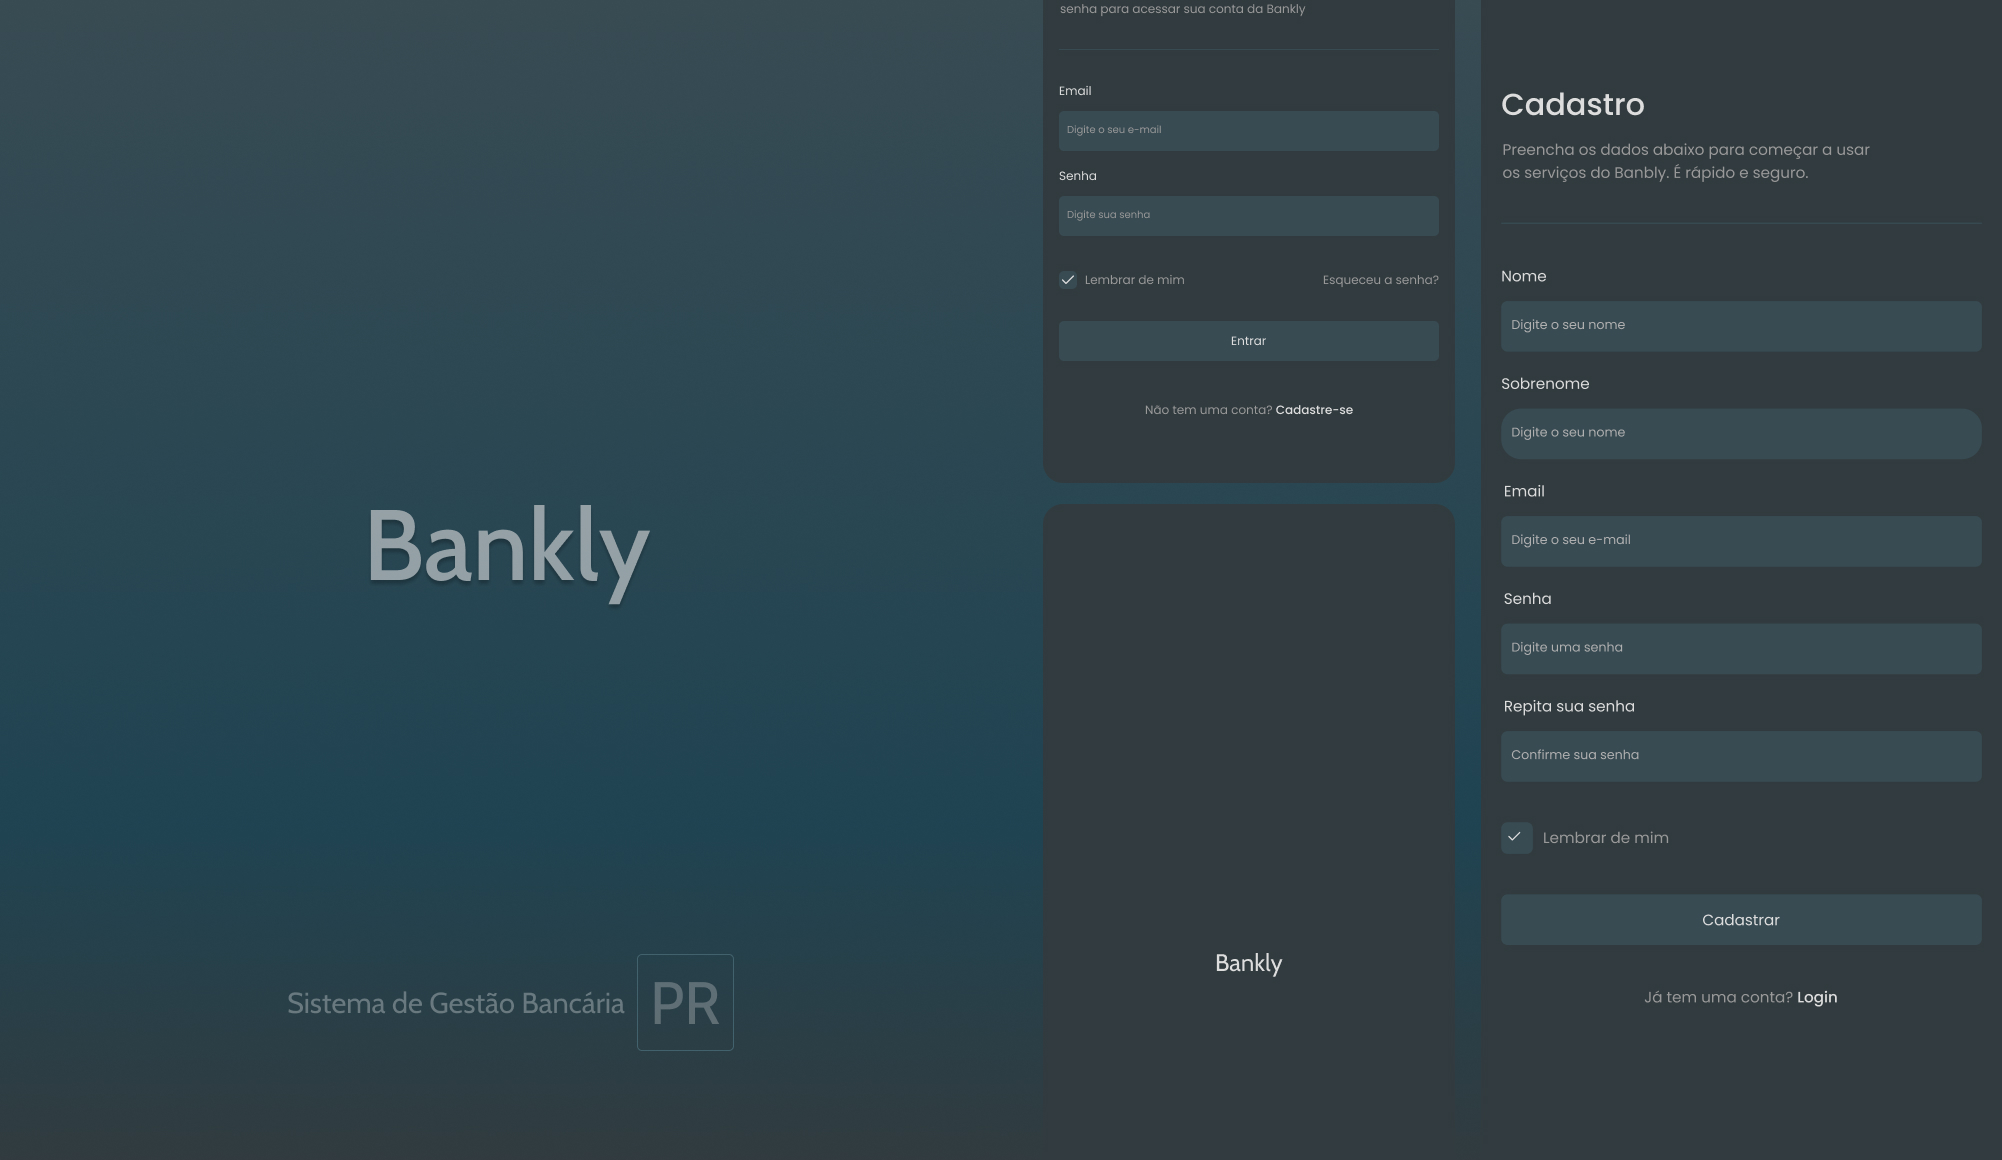 Bankly
Sistema de Gestão Bancária
PR
senha para acessar sua conta da Bankly
Email
Digite o seu e-mail
Senha
Digite sua senha
Lembrar de mim
Esqueceu a senha?
Entrar
Não tem uma conta? Cadastre-se
Bankly
Cadastro
Preencha os dados abaixo para começar a usar
os serviços do Banbly. É rápido e seguro.
Nome
Digite o seu nome
Sobrenome
Digite o seu nome
Email
Digite o seu e-mail
Senha
Digite uma senha
Repita sua senha
Confirme sua senha
Lembrar de mim
Cadastrar
Já tem uma conta? Login